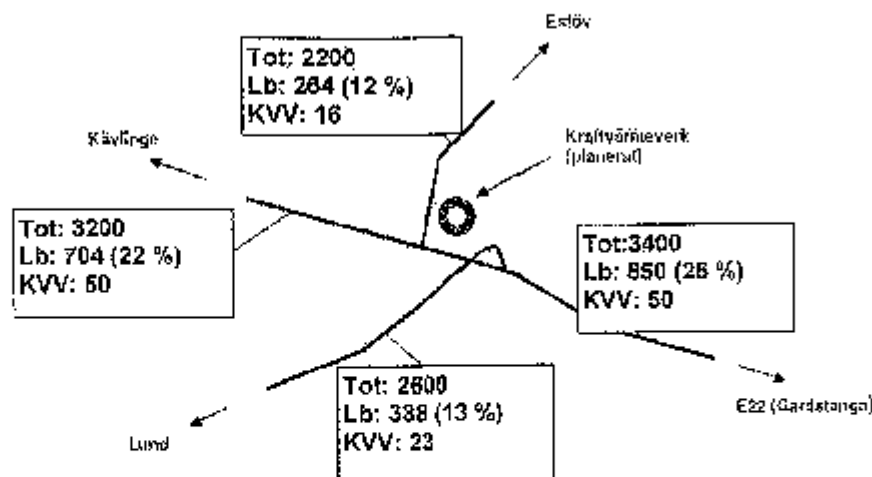 Eslöv
Tot: 2200
Lb: 264 (12 %)
KVV: 16
Kävlinge
Kraftvärmeverk
(planerat)
Tot: 3200
Lb: 704 (22 %)
KVV: 50
Tot:3400
Lb: 850 (25 %)
KVV: 50
Tot: 2600
Lb: 338 (13 %)
KVV: 23
E22 (Gårdstånga)
Lund